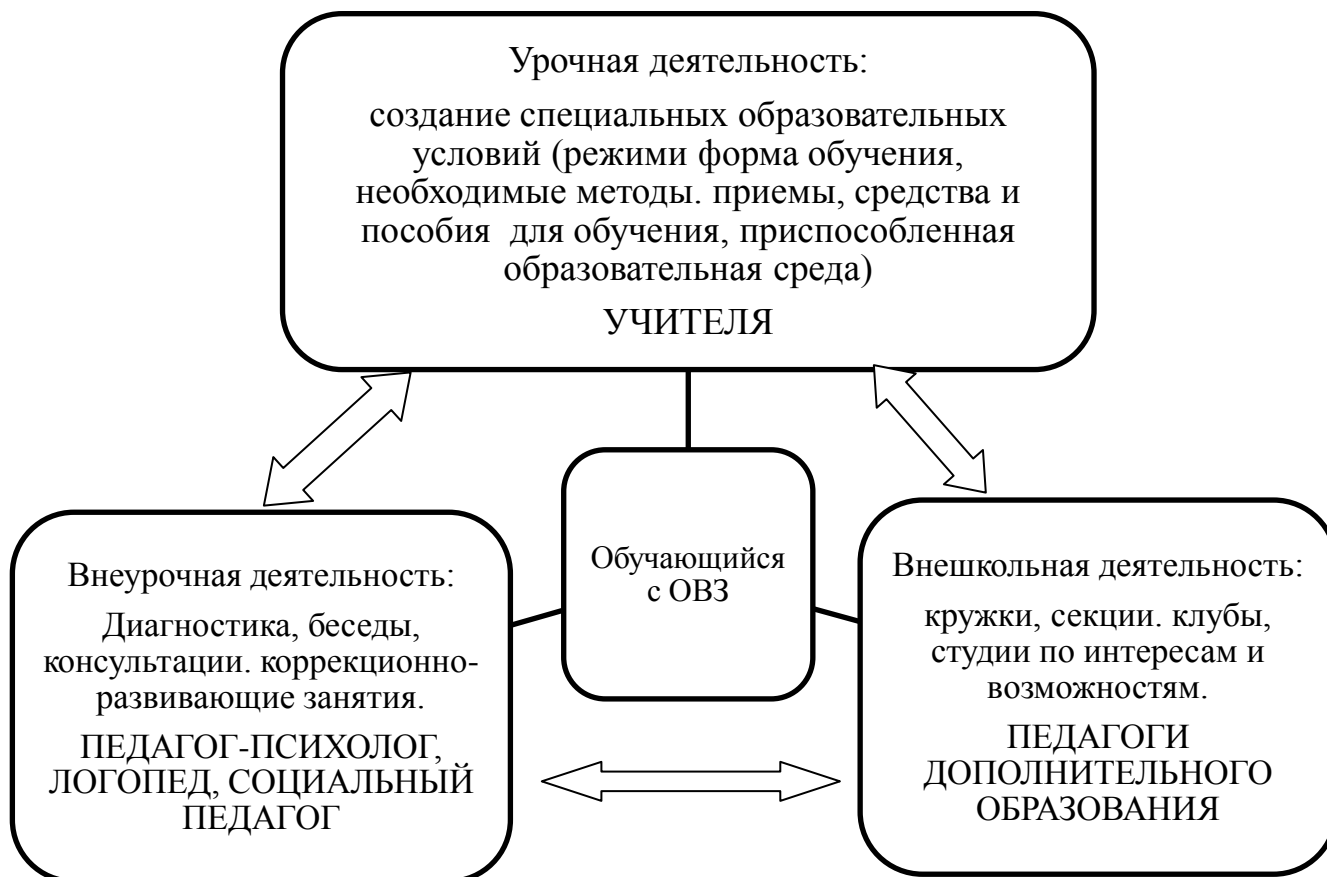 Урочная деятельность:
создание специальных образовательных
условий (режими форма обучения,
необходимые методы. приемы, средства и
пособия для обучения, приспособленная
образовательная среда)
УЧИТЕЛЯ
Обучающийся
с ОВЗ
Внеурочная деятельность:
Диагностика, беседы,
консультации. коррекционно-
развивающие занятия.
ПЕДАГОГ-ПСИХОЛОГ,
ЛОГОПЕД, СОЦИАЛЬНЫЙ
ПЕДАГОГ
Внешкольная деятельность:
кружки, секции. клубы,
студии по интересам и
возможностям.
ПЕДАГОГИ
ДОПОЛНИТЕЛЬНОГО
ОБРАЗОВАНИЯ